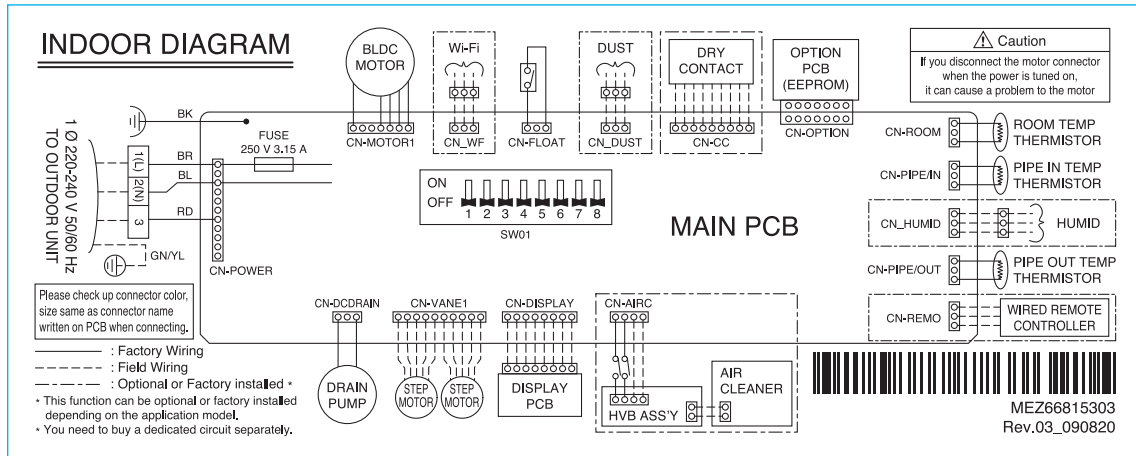 INDOOR DIAGRAM
BLDC
MOTOR
CN-MOTOR1
Wi-Fi
CN_WF
CN-FLOAT
DUST
CN_DUST
DRY
CONTACT
CN-CC
OPTION
PCB
(EEPROM)
CN-OPTION
Caution
If you disconnect the motor connector
when the power is tuned on,
it can cause a problem to the motor
1 Ø 220-240 V 50/60 Hz
TO OUTDOOR UNIT
BK
FUSE
250 V 3.15 A
1(L)
BR
2(N)
BL
3
RD
GN/YL
CN-POWER
ON
OFF
1 2 3 4 5 6 7 8
SW01
MAIN PCB
CN-ROOM
ROOM TEMP
THERMISTOR
CN-PIPE/IN
PIPE IN TEMP
THERMISTOR
CN_HUMID
HUMID
CN-PIPE/OUT
PIPE OUT TEMP
THERMISTOR
CN-REMO
WIRED REMOTE
CONTROLLER
Please check up connector color,
size same as connector name
written on PCB when connecting.
: Factory Wiring
: Field Wiring
: Optional or Factory installed *
* This function can be optional or factory installed
depending on the application model.
* You need to buy a dedicated circuit separately.
CN-DCDRAIN
DRAIN
PUMP
CN-VANE1
STEP
MOTOR
STEP
MOTOR
CN-DISPLAY
DISPLAY
PCB
CN-AIRC
HVB ASS'Y
AIR
CLEANER
MEZ66815303
Rev.03_090820